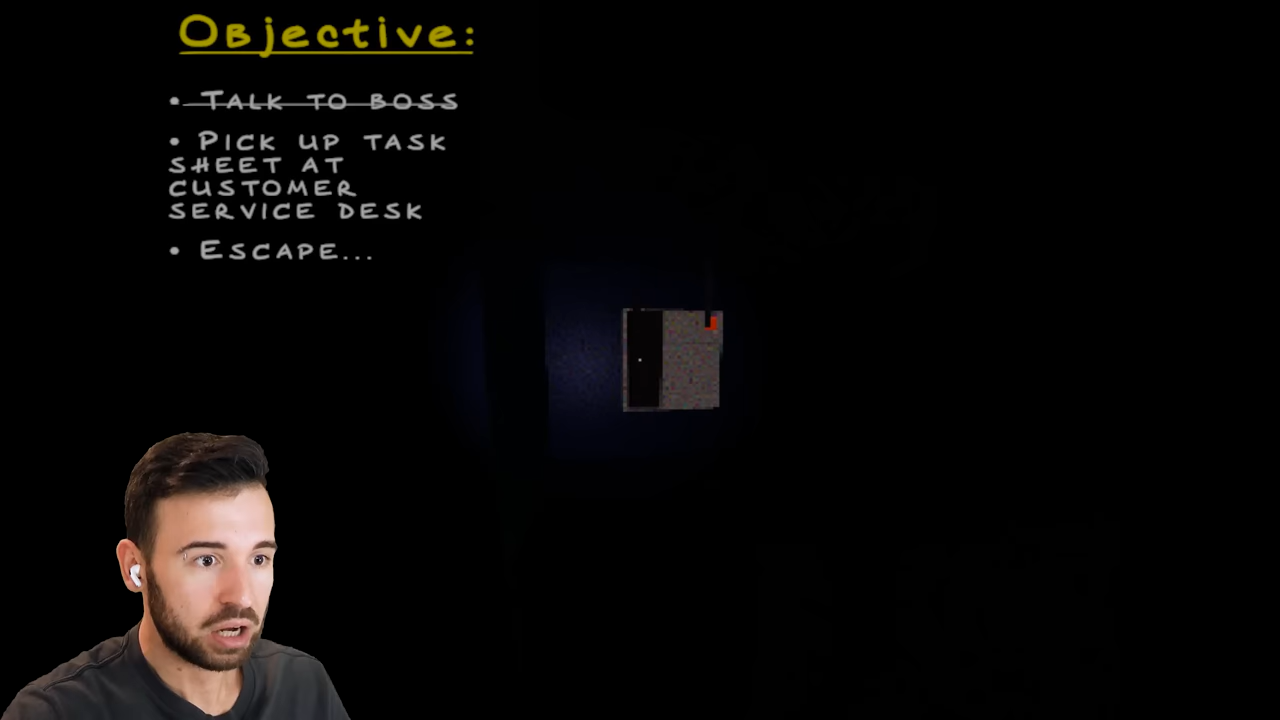 Objective:
• TALK TO BOSS
• PICK UP TASK
SHEET AT
CUSTOMER
SERVICE DESK
• ESCAPE...